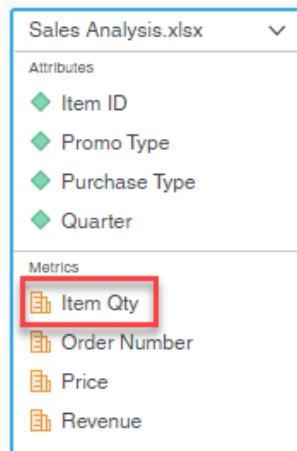 Sales Analysis.xlsx
Attributes
Item ID
Promo Type
Purchase Type
Quarter
Metrics
Item Qty
Order Number
Price
Revenue